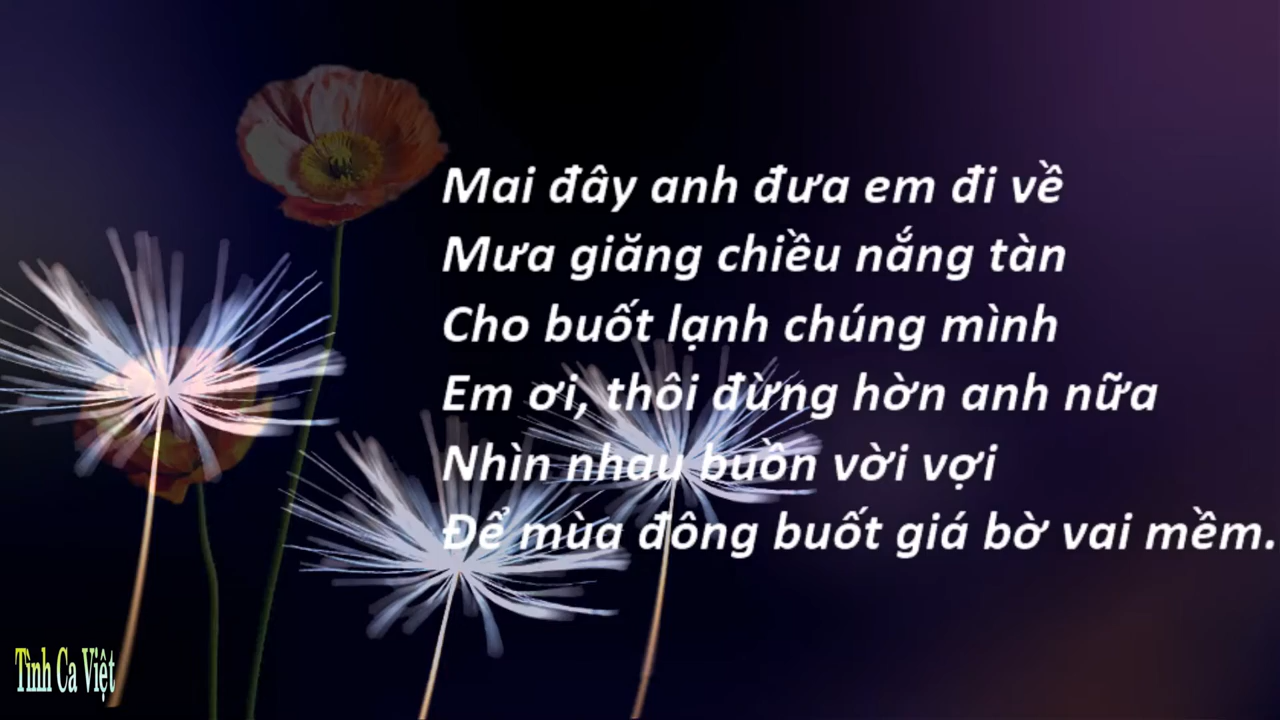 Mai đây anh đưa em đi về
Mưa giăng chiều nắng tàn
Cho buốt lạnh chúng mình
Em ơi, thôi đừng hờn anh nữa
Nhìn nhau buồn vời vợi
Để mùa đông buốt giá bờ vai mềm.
Tình Ca Việt